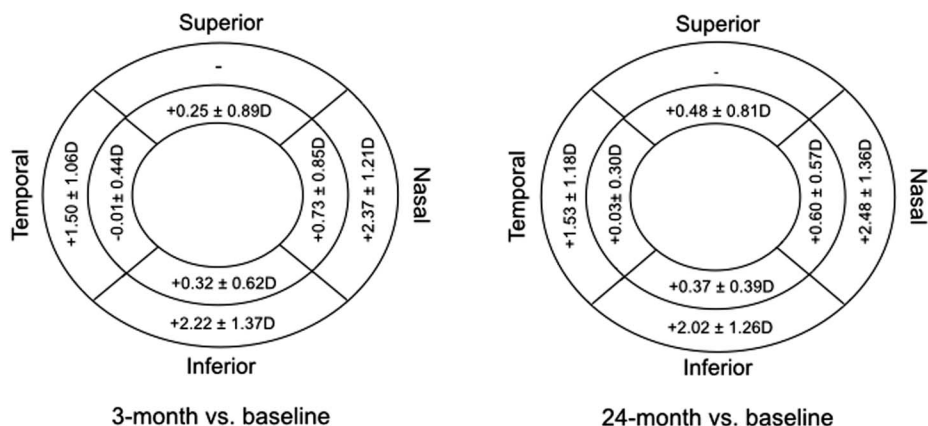 Superior
-
+0.25 ± 0.89D
Temporal
+1.50 ± 1.06D
-0.01± 0.44D
+0.73 ± 0.85D
+2.37 ± 1.21D
Nasal
+0.32 ± 0.62D
+2.22 ± 1.37D
Inferior
3-month vs. baseline
Superior
-
+0.48 ± 0.81D
Temporal
+1.53 ± 1.18D
+0.03± 0.30D
+0.60 ± 0.57D
+2.48 ± 1.36D
Nasal
+0.37 ± 0.39D
+2.02 ± 1.26D
Inferior
24-month vs. baseline